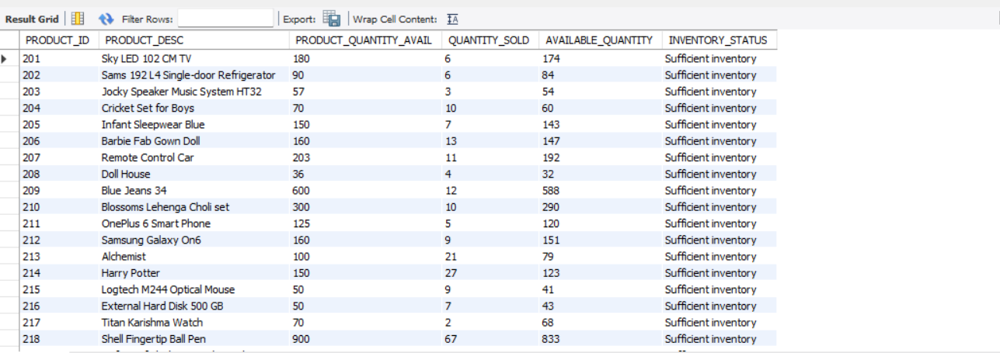 Result Grid Filter Rows: Export: Wrap Cell Content: IA
PRODUCT_ID PRODUCT_DESC PRODUCT_QUANTITY_AVAIL QUANTITY_SOLD AVAILABLE_QUANTITY INVENTORY_STATUS
201 Sky LED 102 CM TV 180 6 174 Sufficient inventory
202 Sams 192 L4 Single-door Refrigerator 90 6 84 Sufficient inventory
203 Jocky Speaker Music System HT32 57 3 54 Sufficient inventory
204 Cricket Set for Boys 70 10 60 Sufficient inventory
205 Infant Sleepwear Blue 150 7 143 Sufficient inventory
206 Barbie Fab Gown Doll 160 13 147 Sufficient inventory
207 Remote Control Car 203 11 192 Sufficient inventory
208 Doll House 36 4 32 Sufficient inventory
209 Blue Jeans 34 600 12 588 Sufficient inventory
210 Blossoms Lehenga Choli set 300 10 290 Sufficient inventory
211 OnePlus 6 Smart Phone 125 5 120 Sufficient inventory
212 Samsung Galaxy On6 160 9 151 Sufficient inventory
213 Alchemist 100 21 79 Sufficient inventory
214 Harry Potter 150 27 123 Sufficient inventory
215 Logtech M244 Optical Mouse 50 9 41 Sufficient inventory
216 External Hard Disk 500 GB 50 7 43 Sufficient inventory
217 Titan Karishma Watch 70 2 68 Sufficient inventory
218 Shell Fingertip Ball Pen 900 67 833 Sufficient inventory